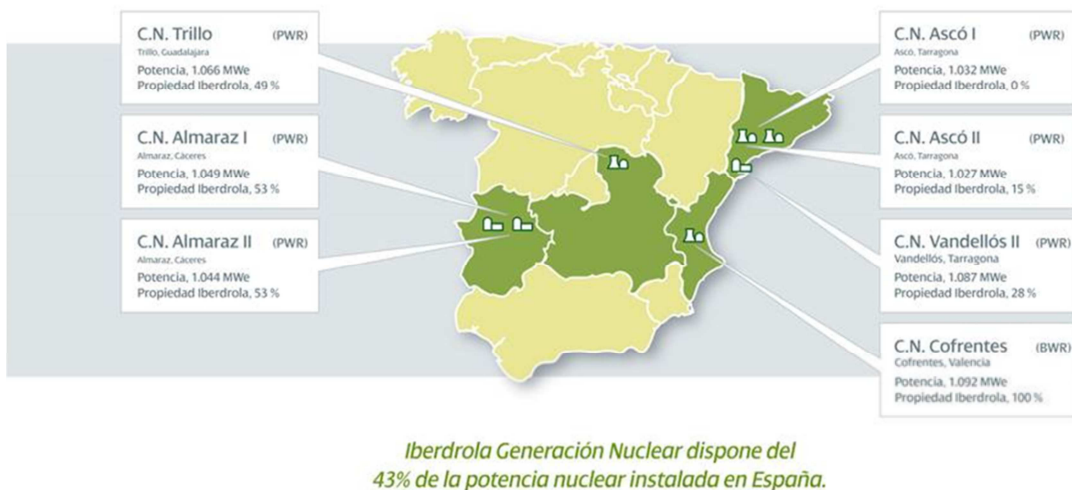 C.N. Trillo (PWR)
Trillo, Guadalajara
Potencia, 1.066 MWe
Propiedad Iberdrola, 49 %
C.N. Almaraz I (PWR)
Almaraz, Cáceres
Potencia, 1.049 MWe
Propiedad Iberdrola, 53 %
C.N. Almaraz II (PWR)
Almaraz, Cáceres
Potencia, 1.044 MWe
Propiedad Iberdrola, 53 %
C.N. Ascó I (PWR)
Ascó, Tarragona
Potencia, 1.032 MWe
Propiedad Iberdrola, 0 %
C.N. Ascó II (PWR)
Ascó, Tarragona
Potencia, 1.027 MWe
Propiedad Iberdrola, 15 %
C.N. Vandellós II (PWR)
Vandellós, Tarragona
Potencia, 1.087 MWe
Propiedad Iberdrola, 28 %
C.N. Cofrentes (BWR)
Cofrentes, Valencia
Potencia, 1.092 MWe
Propiedad Iberdrola, 100 %
Iberdrola Generación Nuclear dispone del
43% de la potencia nuclear instalada en España.